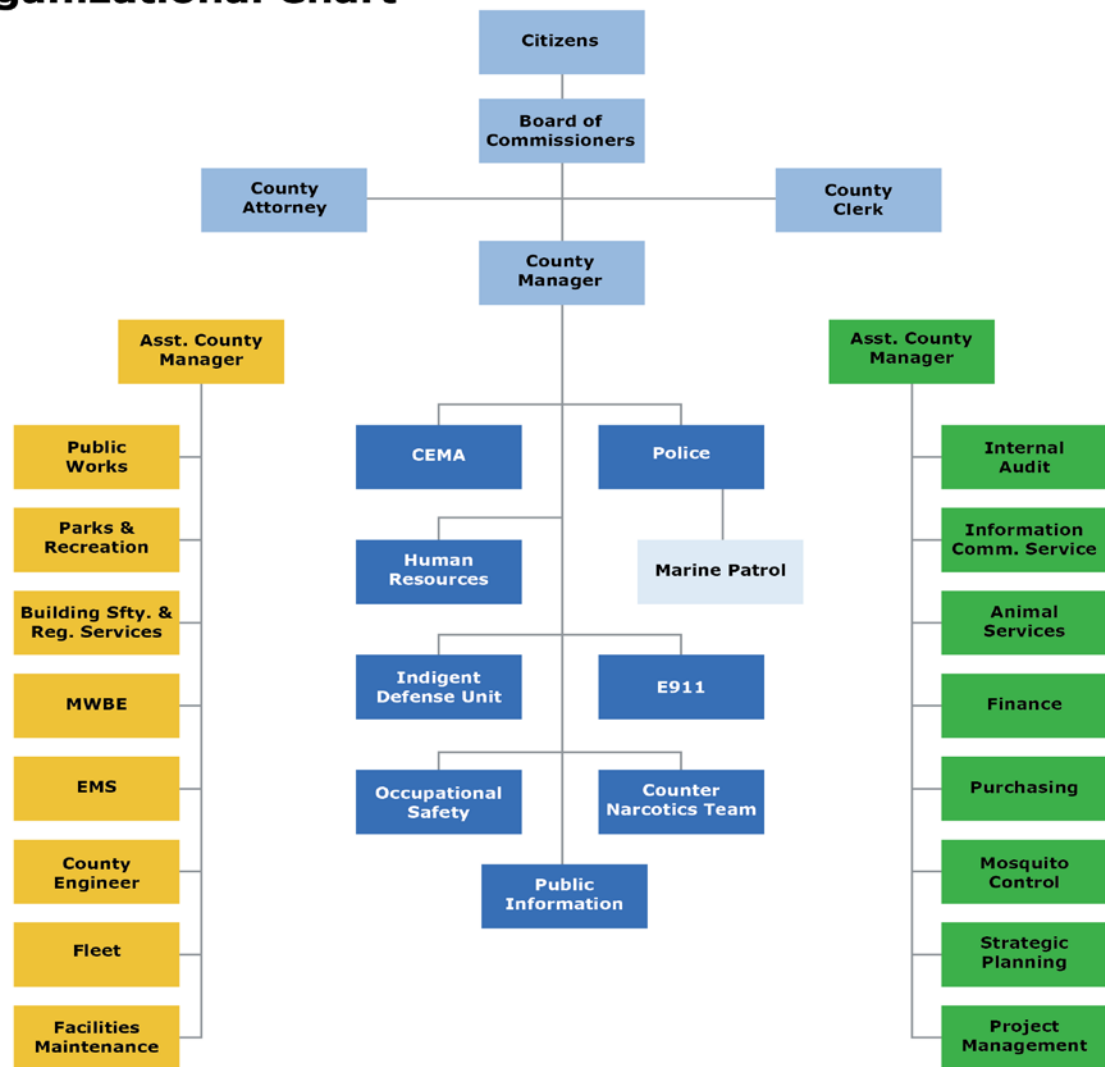 Organizational Chart
Citizens
Board of
Commissioners
County
Attorney
County
Clerk
County
Manager
Asst. County
Manager
Asst. County
Manager
Public
Works
Parks &
Recreation
Building Sfty. &
Reg. Services
MWBE
EMS
County
Engineer
Fleet
Facilities
Maintenance
CEMA
Police
Human
Resources
Marine Patrol
Indigent
Defense Unit
E911
Occupational
Safety
Counter
Narcotics Team
Public
Information
Internal
Audit
Information
Comm. Service
Animal
Services
Finance
Purchasing
Mosquito
Control
Strategic
Planning
Project
Management